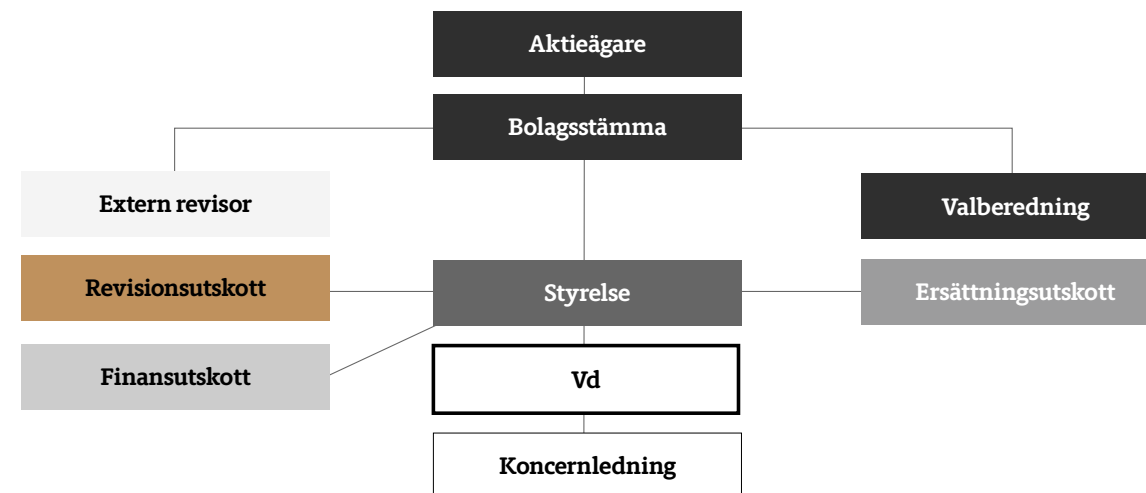 Aktieägare
Bolagsstämma
Extern revisor
Valberedning
Revisionsutskott
Styrelse
Ersättningsutskott
Finansutskott
Vd
Koncernledning